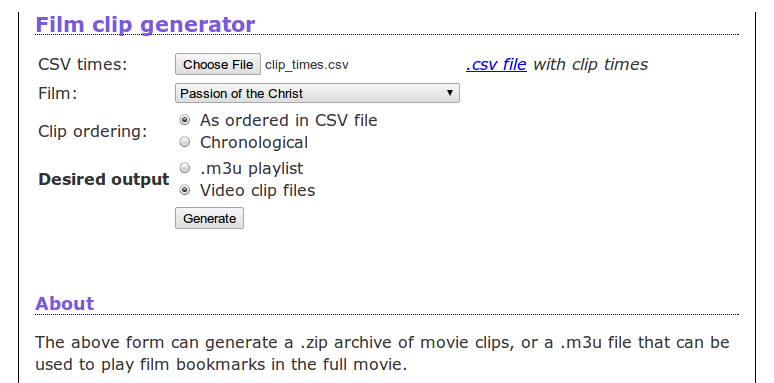 Film clip generator
CSV times: Choose File clip_times.csv .csv file with clip times
Film: Passion of the Christ
Clip ordering: As ordered in CSV file
Chronological
Desired output .m3u playlist
Video clip files
Generate
About
The above form can generate a .zip archive of movie clips, or a .m3u file that can be
used to play film bookmarks in the full movie.